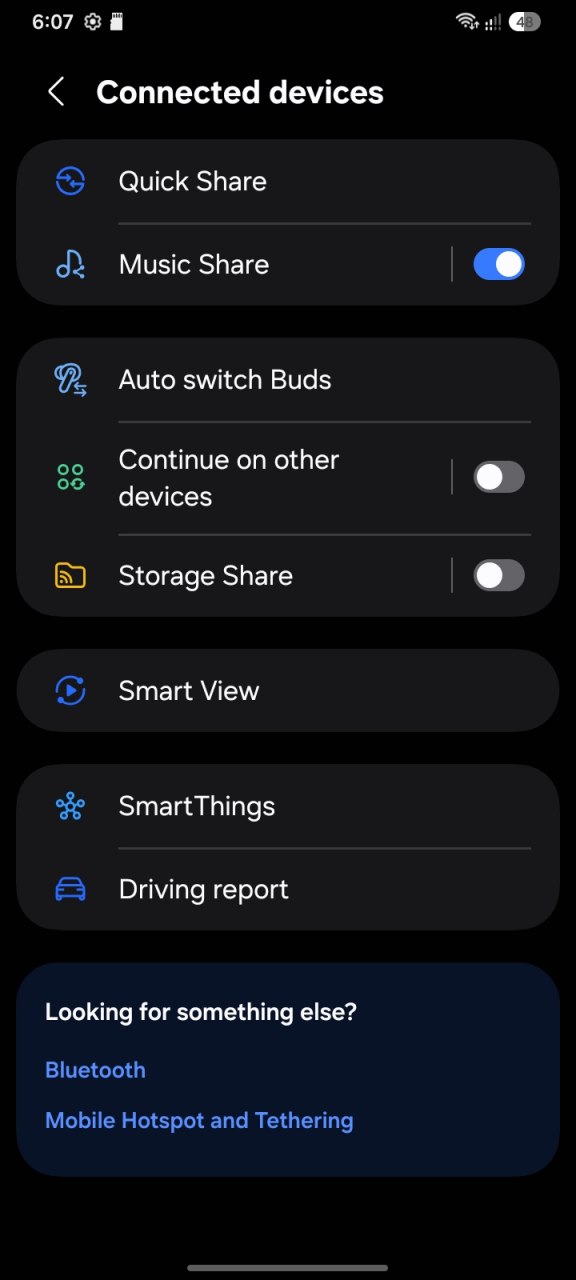 6:07
48
Connected devices
Quick Share
Music Share
Auto switch Buds
Continue on other
devices
Storage Share
Smart View
SmartThings
Driving report
Looking for something else?
Bluetooth
Mobile Hotspot and Tethering